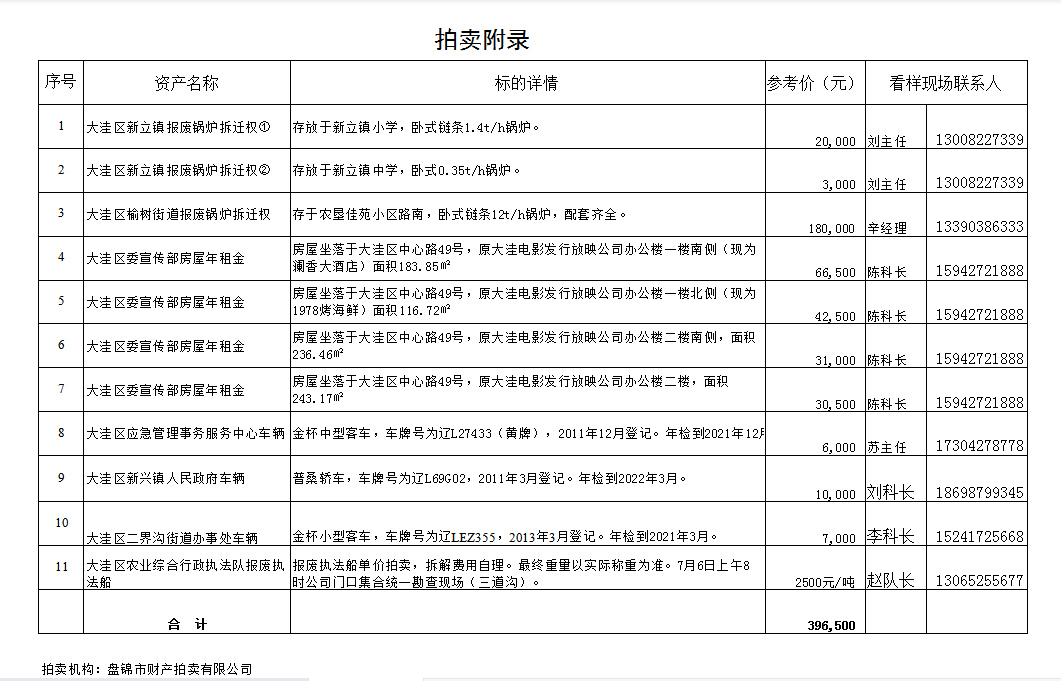 拍卖附录
序号 资产名称 标的详情 参考价（元） 看样现场联系人
1 大洼区新立镇报废锅炉拆迁权① 存放于新立镇小学，卧式链条1.4t/h锅炉。 20,000 刘主任 13008227339
2 大洼区新立镇报废锅炉拆迁权② 存放于新立镇中学，卧式0.35t/h锅炉。 3,000 刘主任 13008227339
3 大洼区榆树街道报废锅炉拆迁权 存于农垦佳苑小区路南，卧式链条12t/h锅炉，配套齐全。 180,000 辛经理 13390386333
4 大洼区委宣传部房屋年租金 房屋坐落于大洼区中心路49号，原大洼电影发行放映公司办公楼一楼南侧（现为
澜香大酒店）面积183.85㎡ 66,500 陈科长 15942721888
5 大洼区委宣传部房屋年租金 房屋坐落于大洼区中心路49号，原大洼电影发行放映公司办公楼一楼北侧（现为
1978烤海鲜）面积116.72㎡ 42,500 陈科长 15942721888
6 大洼区委宣传部房屋年租金 房屋坐落于大洼区中心路49号，原大洼电影发行放映公司办公楼二楼南侧，面积
236.46㎡ 31,000 陈科长 15942721888
7 大洼区委宣传部房屋年租金 房屋坐落于大洼区中心路49号，原大洼电影发行放映公司办公楼二楼，面积
243.17㎡ 30,500 陈科长 15942721888
8 大洼区应急管理事务服务中心车辆 金杯中型客车，车牌号为辽L27433（黄牌），2011年12月登记。年检到2021年12月 6,000 苏主任 17304278778
9 大洼区新兴镇人民政府车辆 普桑轿车，车牌号为辽L69G02，2011年3月登记。年检到2022年3月。 10,000 刘科长 18698799345
10 大洼区二界沟街道办事处车辆 金杯小型客车，车牌号为辽LEZ355，2013年3月登记。年检到2021年3月。 7,000 李科长 15241725668
11 大洼区农业综合行政执法队报废执 报废执法船单价拍卖，拆解费用自理。最终重量以实际称重为准。7月6日上午8
法船 时公司门口集合统一勘查现场（三道沟）。 2500元/吨 赵队长 13065255677
合 计 396,500
拍卖机构：盘锦市财产拍卖有限公司